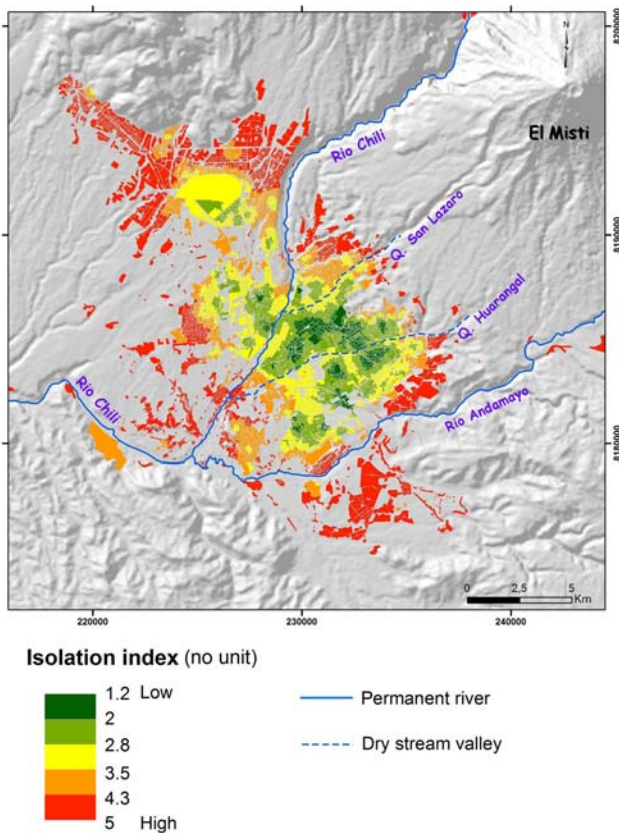 8200000
N
El Misti
Rio Chili
Q. San Lazaro
8190000
Q. Huarangal
Rio Chili
Rio Andamayo
8180000
0 2,5 5
Km
220000 230000 240000
Isolation index (no unit)
1.2 Low
2
2.8
3.5
4.3
5 High
Permanent river
Dry stream valley